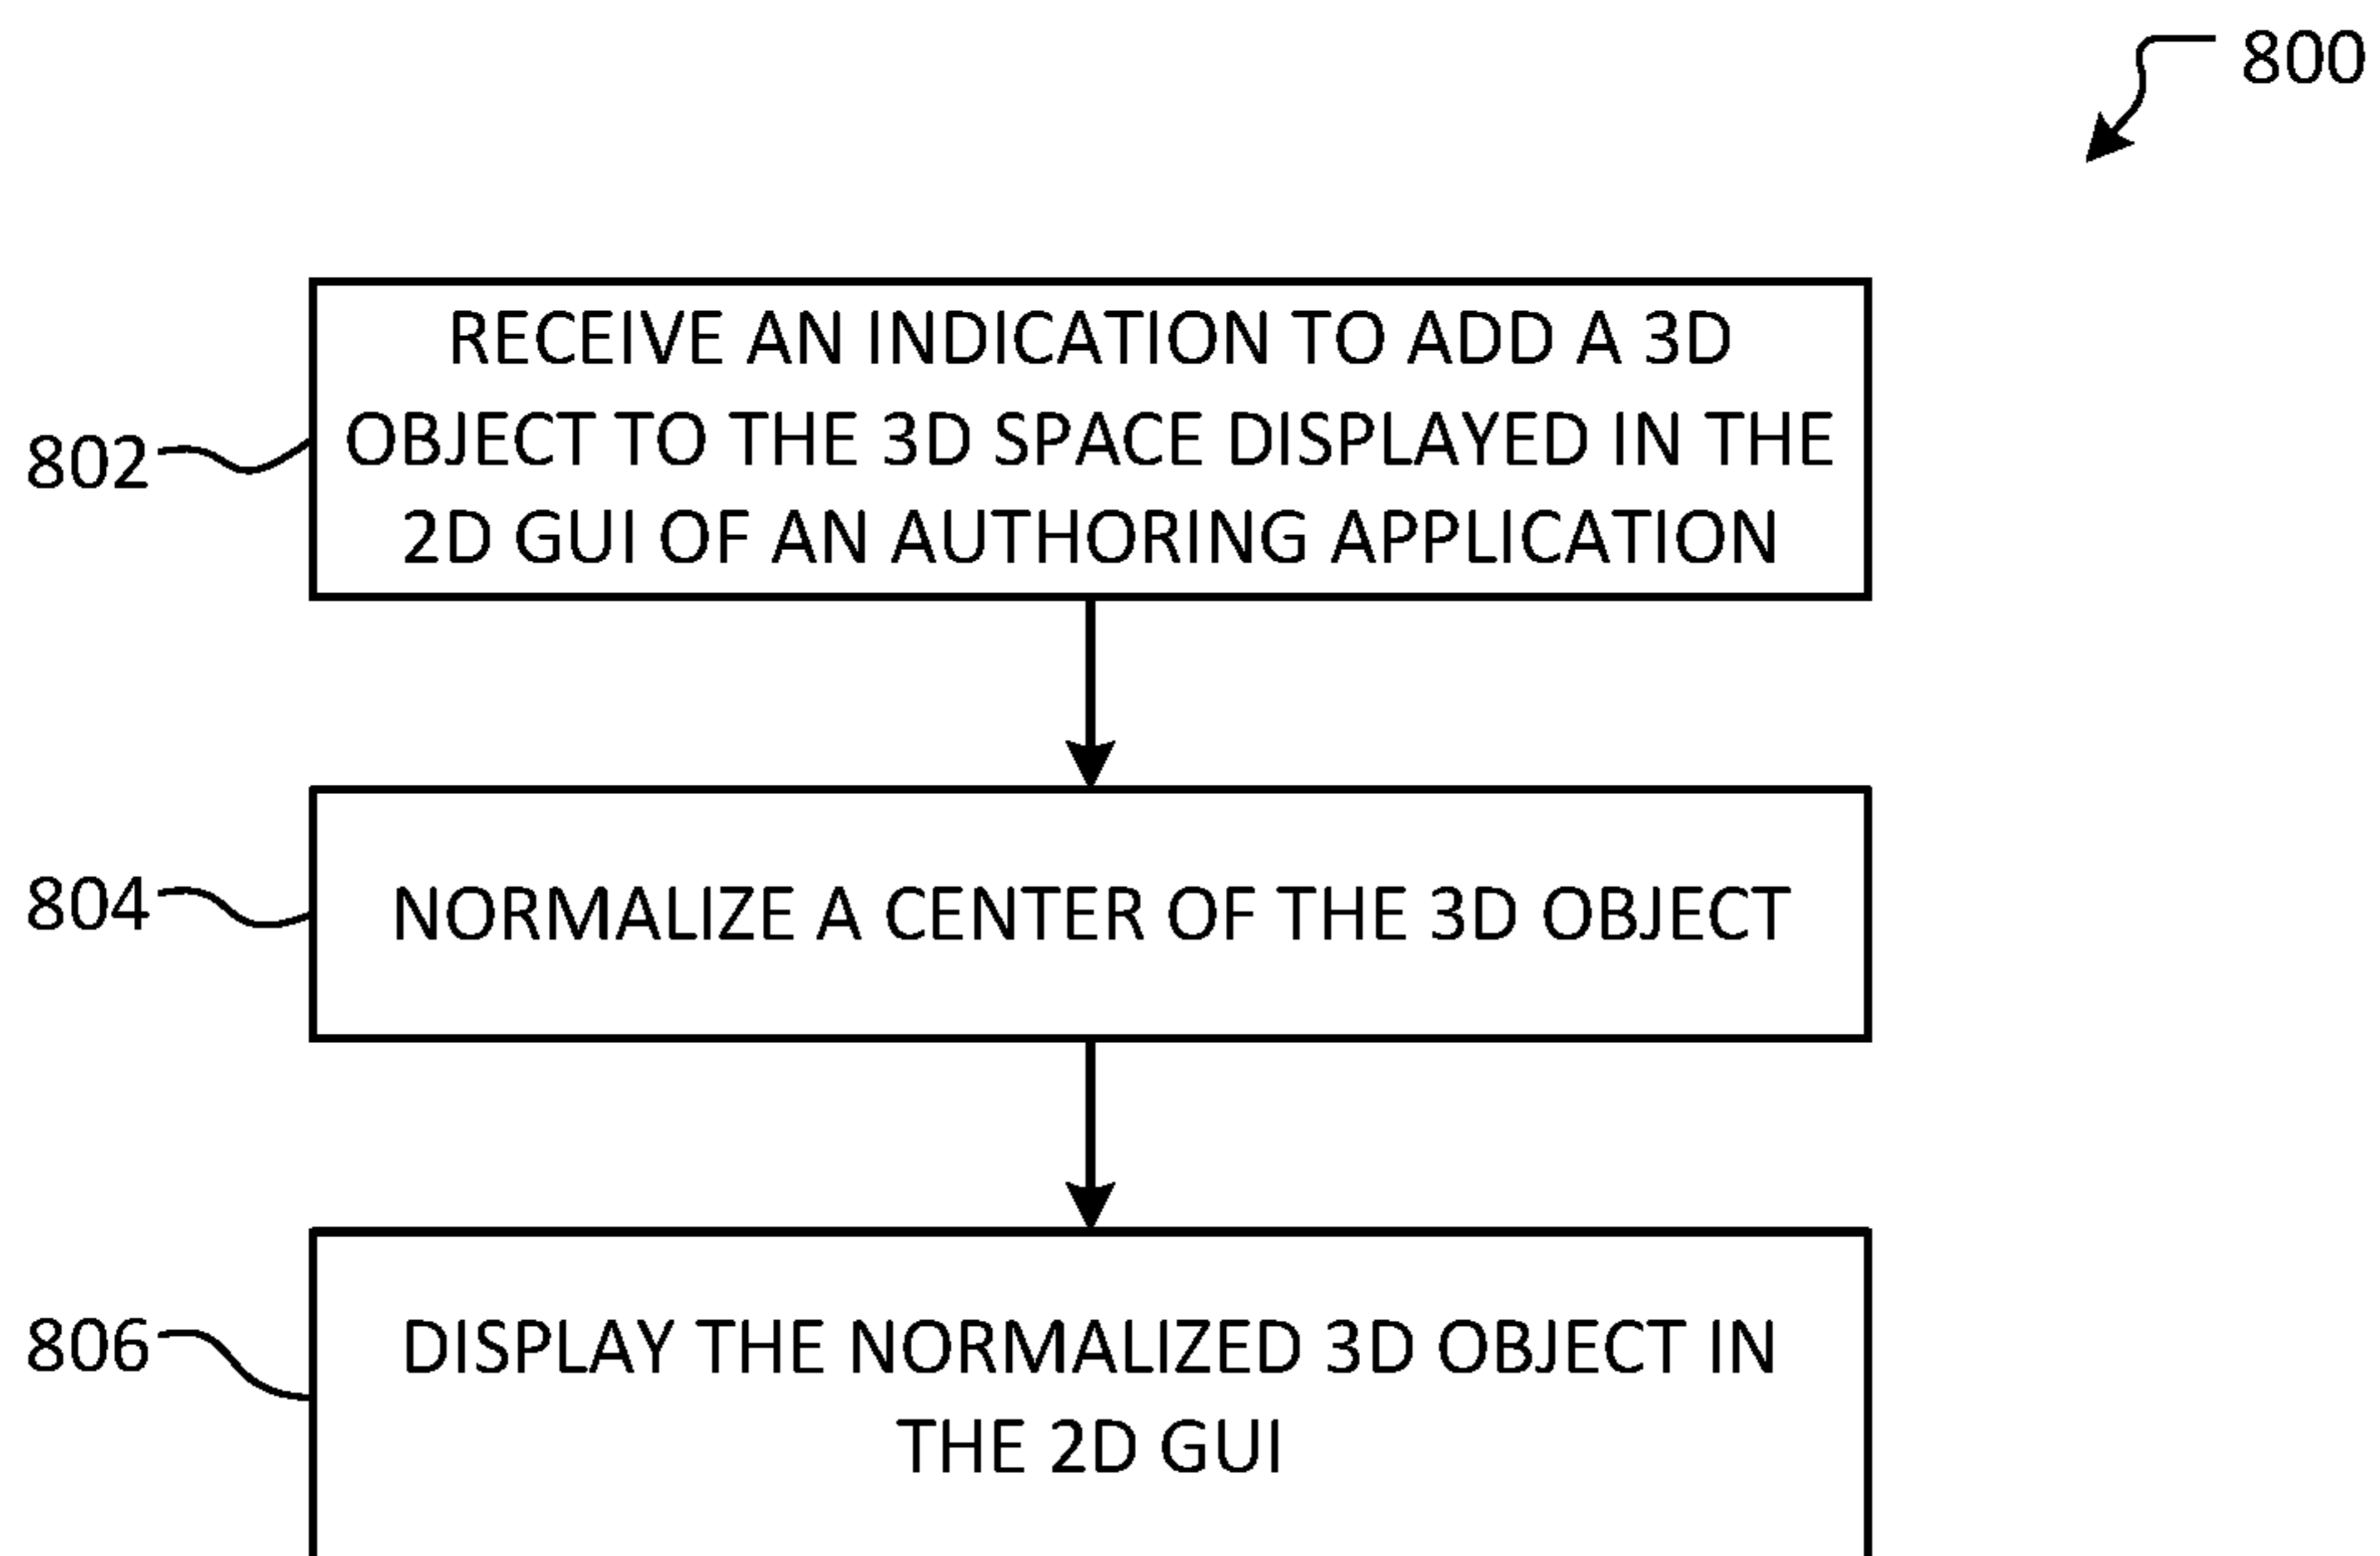 800
RECEIVE AN INDICATION TO ADD A 3D
OBJECT TO THE 3D SPACE DISPLAYED IN THE
2D GUI OF AN AUTHORING APPLICATION
802
NORMALIZE A CENTER OF THE 3D OBJECT
804
DISPLAY THE NORMALIZED 3D OBJECT IN
THE 2D GUI
806